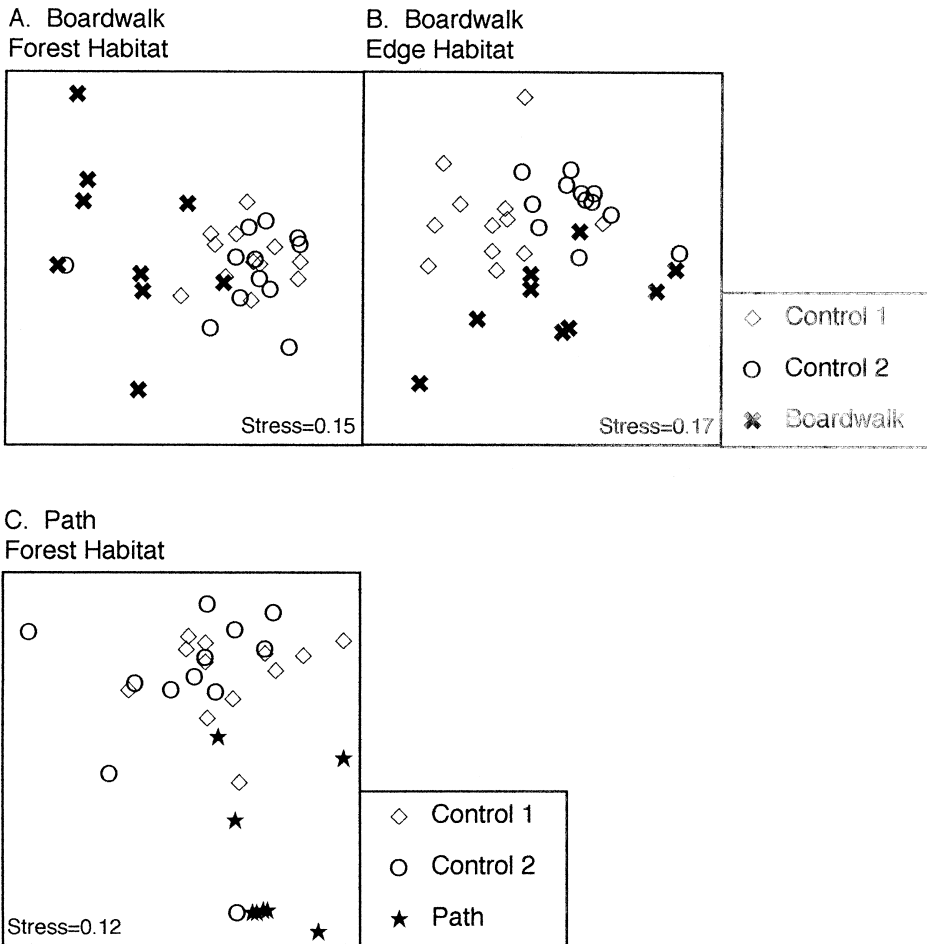 A. Boardwalk
Forest Habitat
B. Boardwalk
Edge Habitat
Stress=0.15
Stress=0.17
Control 1
Control 2
Boardwalk
C. Path
Forest Habitat
Stress=0.12
Control 1
Control 2
Path